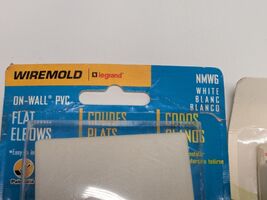 WIREMOLD | legrand
NMW6
WHITE
BLANC
BLANCO
ON-WALL® PVC
FLAT COUDES CODOS
ELBOWS PLATS PLANOS